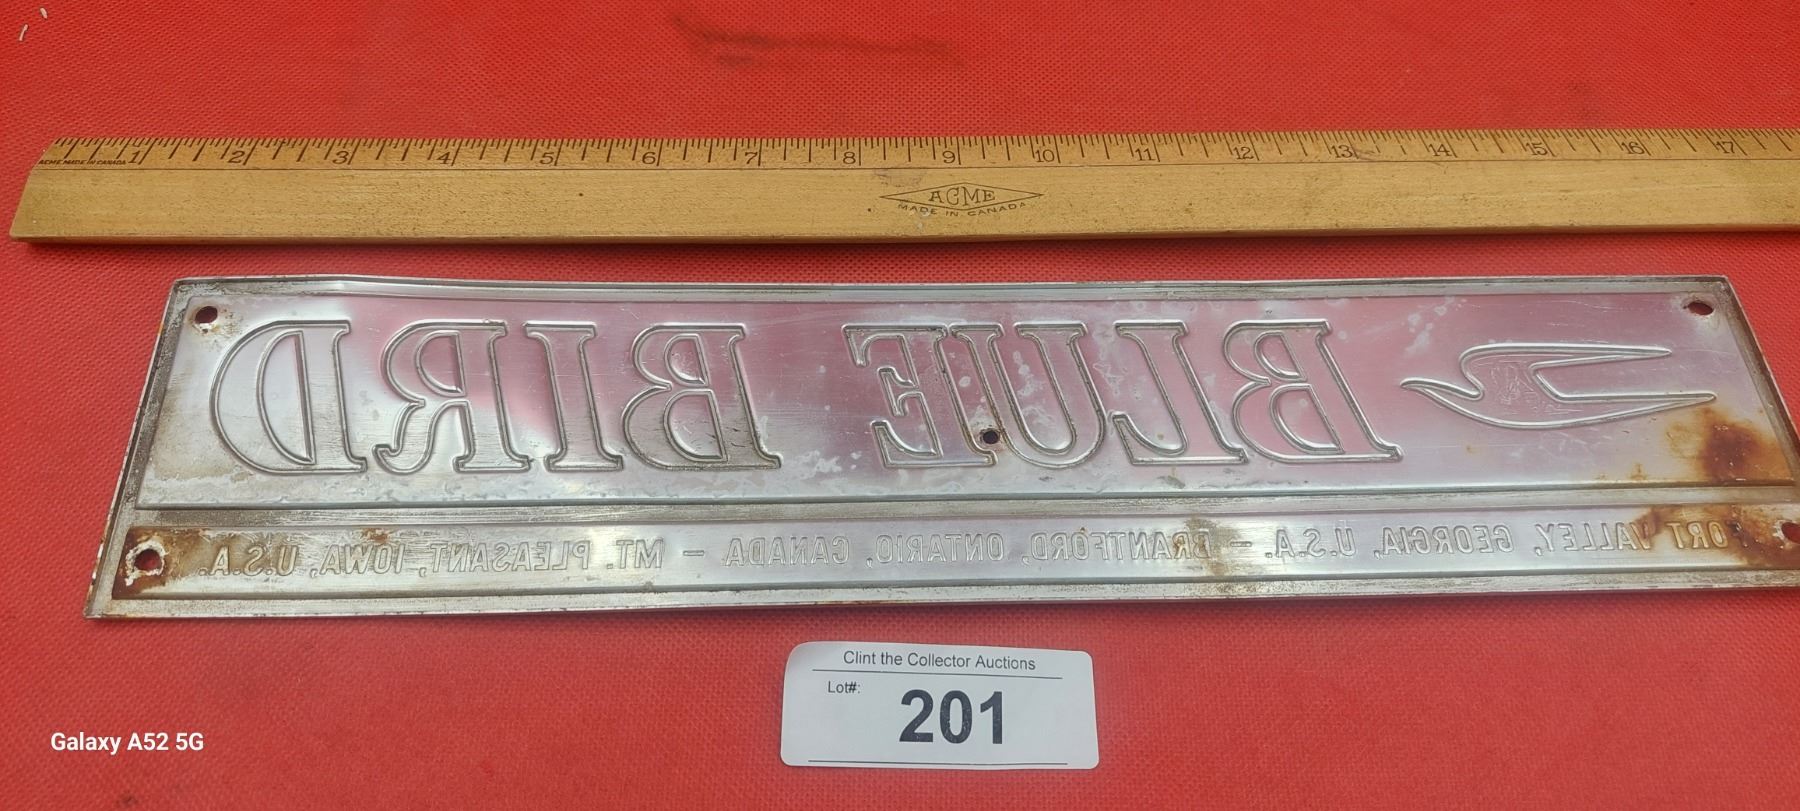 1 2 3 4 5 6 7 8 9 10 11 12 13 14 15 16 17
ACME MADE IN CANADA
ACME
MADE IN CANADA
BLUE BIRD
ORT VALLEY, GEORGIA, U.S.A. – BRANTFORD, ONTARIO, CANADA – MT. PLEASANT, IOWA, U.S.A.
Clint the Collector Auctions
Lot#:
201
Galaxy A52 5G